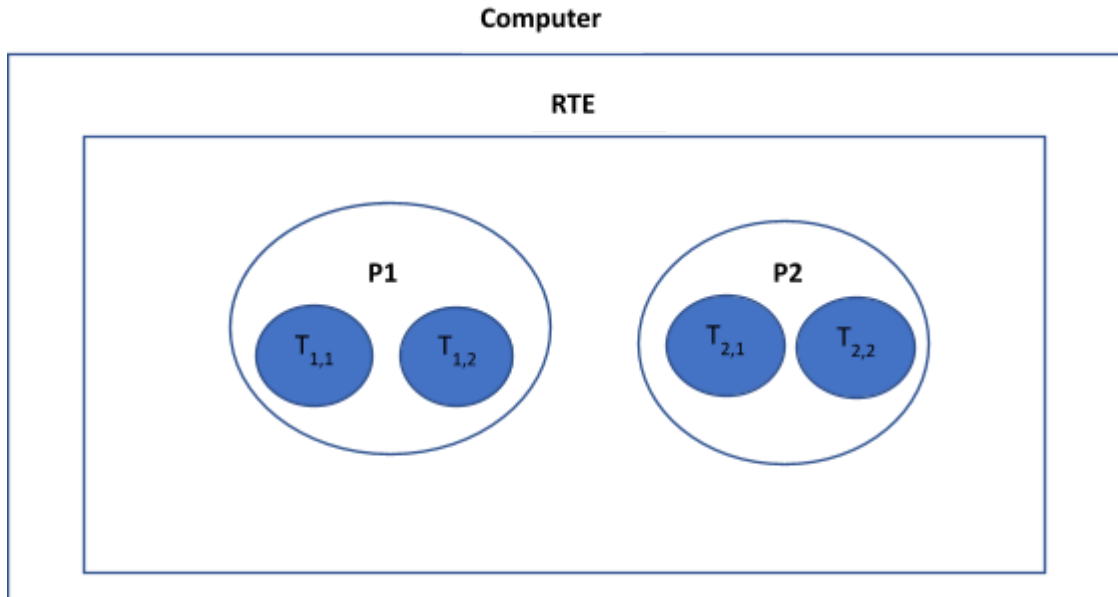 Computer
RTE
P1
P2
T1,1
T1,2
T2,1
T2,2